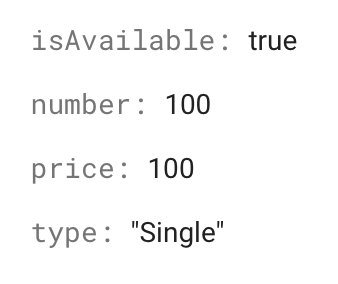 isAvailable: true
number: 100
price: 100
type: "Single"